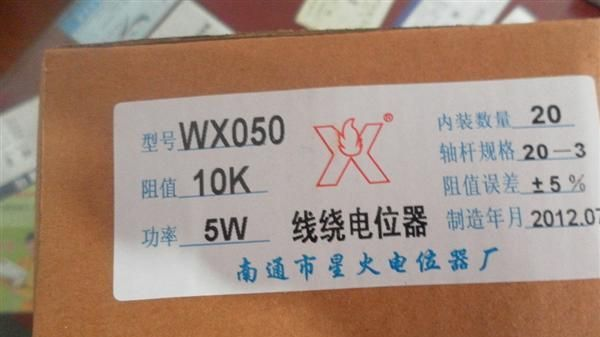 型号 WX050
阻值 10K
功率 5W
®
线绕电位器
内装数量 20
轴杆规格 20-3
阻值误差 ±5%
制造年月 2012.07
南通市星火电位器厂